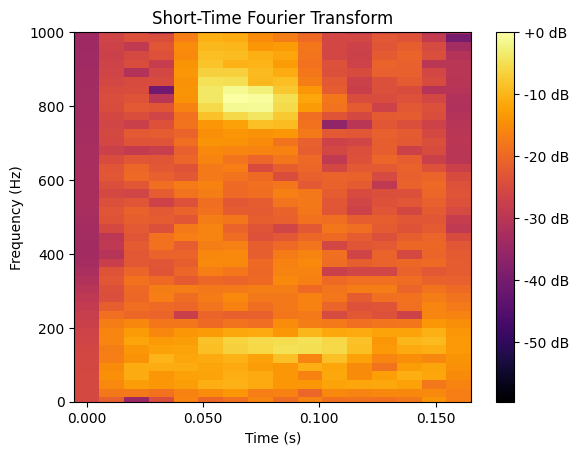 Short-Time Fourier Transform
1000
800
600
400
200
0
Frequency (Hz)
0.000
0.050
0.100
0.150
Time (s)
+0 dB
-10 dB
-20 dB
-30 dB
-40 dB
-50 dB